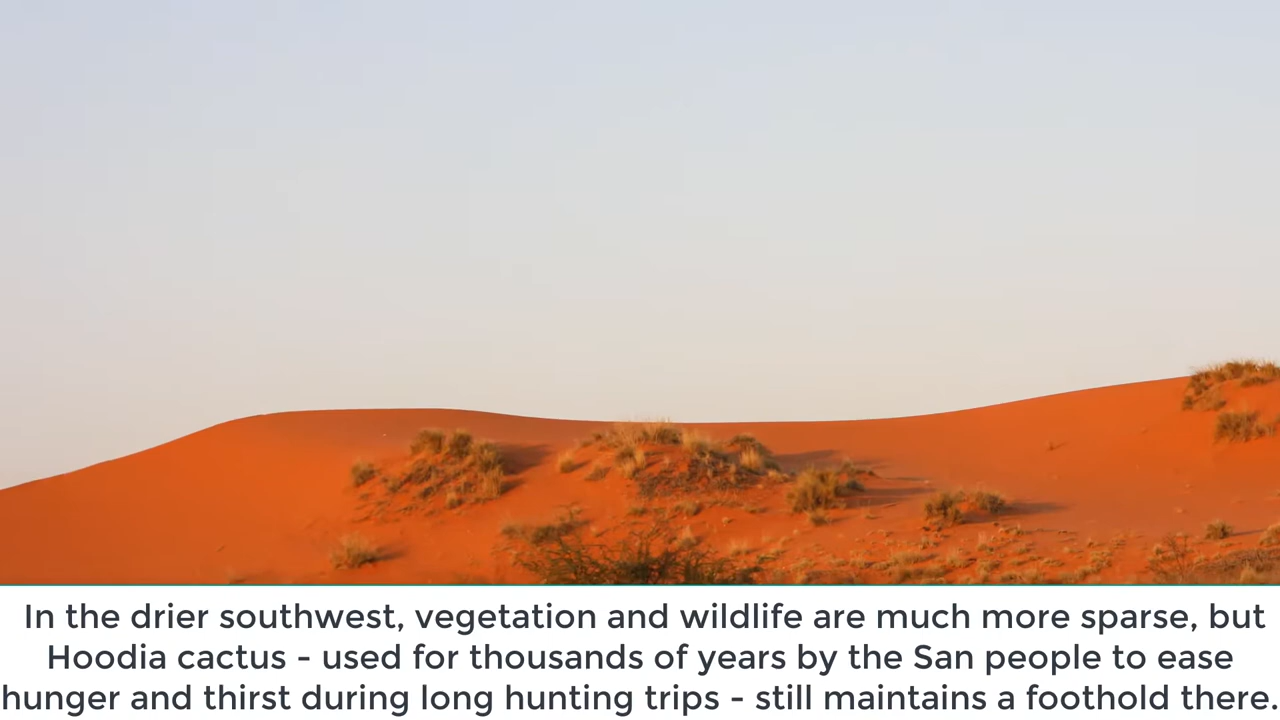 In the drier southwest, vegetation and wildlife are much more sparse, but
Hoodia cactus - used for thousands of years by the San people to ease
hunger and thirst during long hunting trips - still maintains a foothold there.